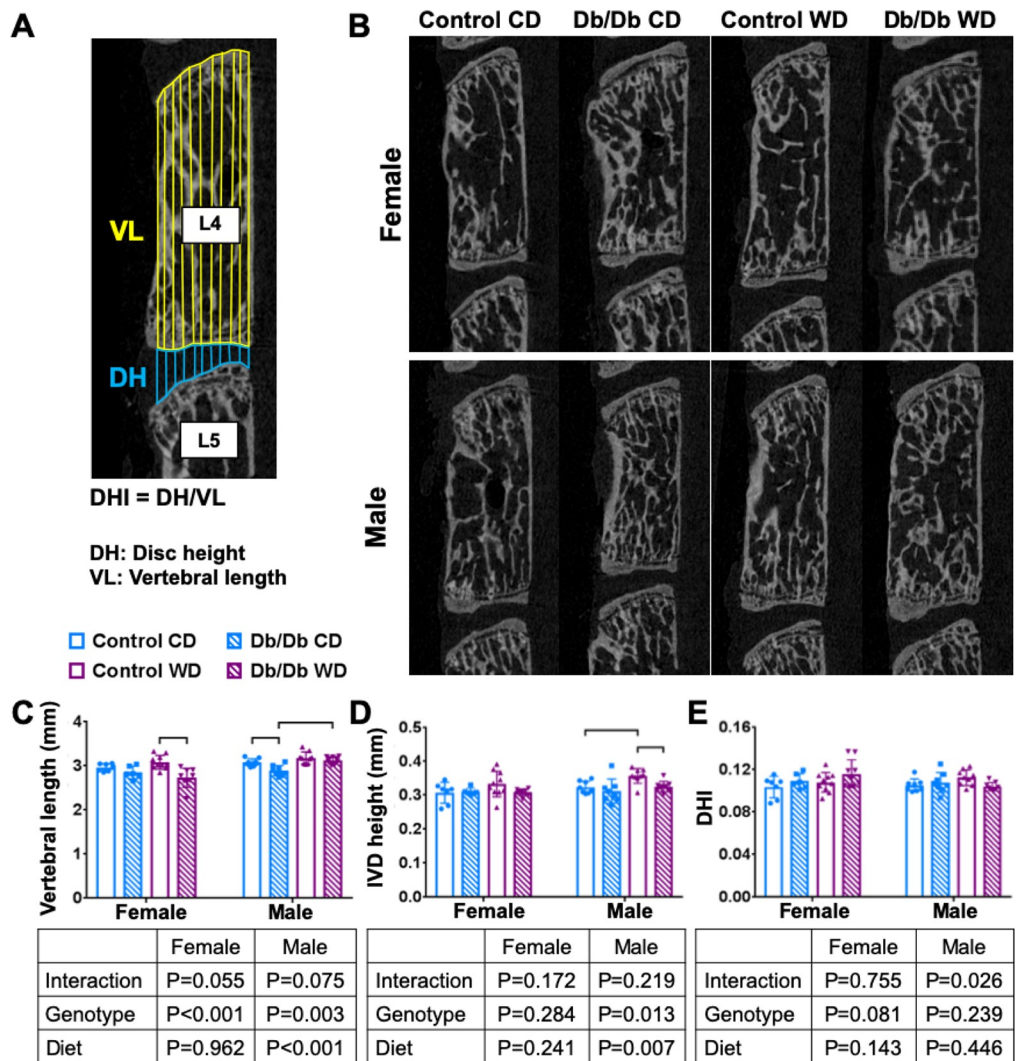 A
VL
L4
DH
L5
DHI = DH/VL
DH: Disc height
VL: Vertebral length
B
Control CD Db/Db CD Control WD Db/Db WD
Female
Male
Control CD Db/Db CD
Control WD Db/Db WD
C
Vertebral length (mm)
4
3
2
1
0
Female Male
D
IVD height (mm)
0.5
0.4
0.3
0.2
0.1
0.0
Female Male
E
DHI
0.16
0.12
0.08
0.04
0.00
Female Male
Female Male
Interaction P=0.055 P=0.075
Genotype P<0.001 P=0.003
Diet P=0.962 P<0.001
Female Male
Interaction P=0.172 P=0.219
Genotype P=0.284 P=0.013
Diet P=0.241 P=0.007
Female Male
Interaction P=0.755 P=0.026
Genotype P=0.081 P=0.239
Diet P=0.143 P=0.446